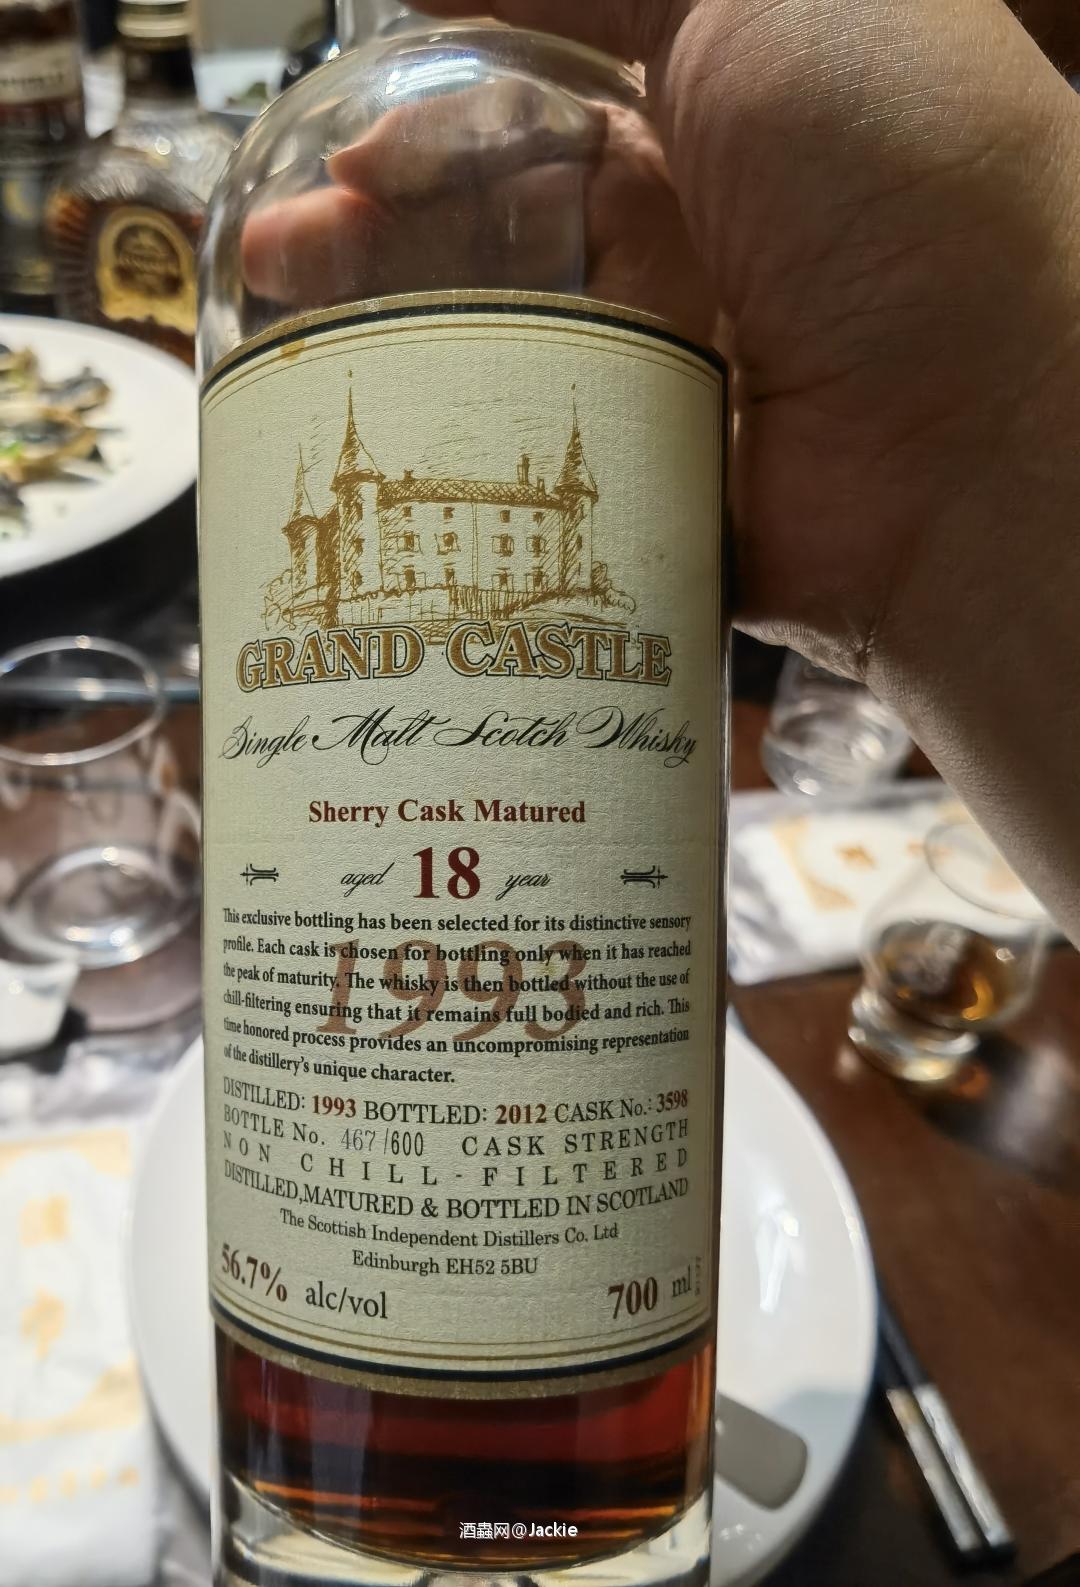 GRAND CASTLE
Single Malt Scotch Whisky
Sherry Cask Matured
aged 18 year
1993
This exclusive bottling has been selected for its distinctive sensory
profile. Each cask is chosen for bottling only when it has reached
the peak of maturity. The whisky is then bottled without the use of
chill-filtering ensuring that it remains full bodied and rich. This
time honored process provides an uncompromising representation
of the distillery's unique character.
DISTILLED: 1993 BOTTLED: 2012 CASK No.: 3598
BOTTLE No. 467/600 CASK STRENGTH
NON CHILL-FILTERED
DISTILLED,MATURED & BOTTLED IN SCOTLAND
The Scottish Independent Distillers Co. Ltd
Edinburgh EH52 5BU
56.7% alc/vol 700 ml
酒蟲网@Jackie